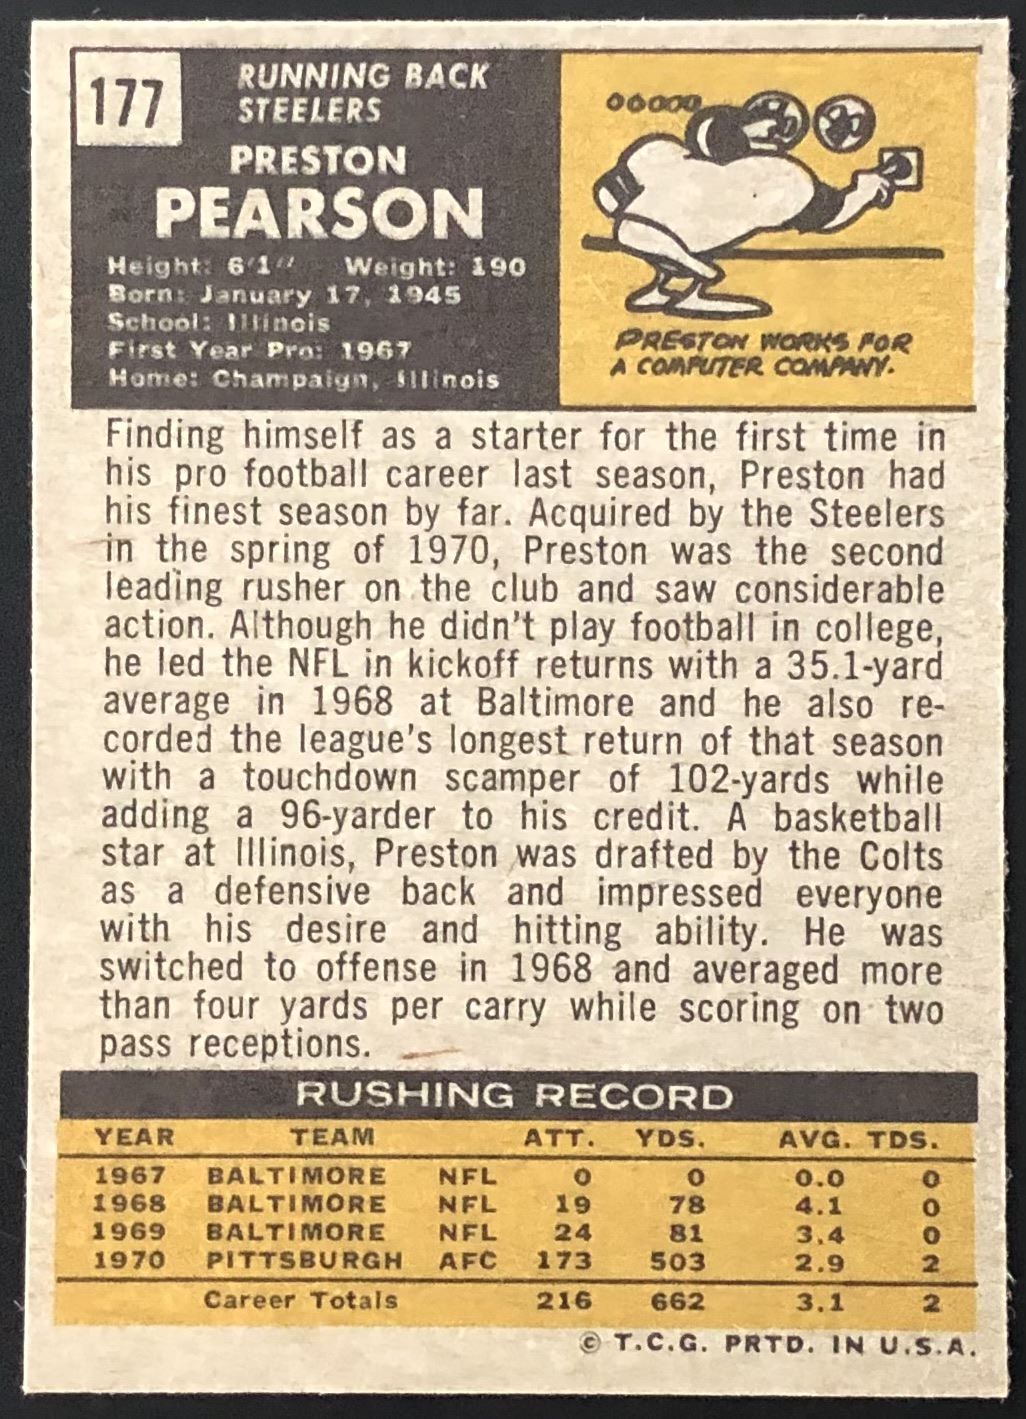 177
RUNNING BACK
STEELERS
PRESTON
PEARSON
Height: 6'1" Weight: 190
Born: January 17, 1945
School: Illinois
First Year Pro: 1967
Home: Champaign, Illinois
PRESTON WORKS FOR
A COMPUTER COMPANY.
Finding himself as a starter for the first time in
his pro football career last season, Preston had
his finest season by far. Acquired by the Steelers
in the spring of 1970, Preston was the second
leading rusher on the club and saw considerable
action. Although he didn't play football in college,
he led the NFL in kickoff returns with a 35.1-yard
average in 1968 at Baltimore and he also re-
corded the league's longest return of that season
with a touchdown scamper of 102-yards while
adding a 96-yarder to his credit. A basketball
star at Illinois, Preston was drafted by the Colts
as a defensive back and impressed everyone
with his desire and hitting ability. He was
switched to offense in 1968 and averaged more
than four yards per carry while scoring on two
pass receptions.
RUSHING RECORD
YEAR TEAM ATT. YDS. AVG. TDS.
1967 BALTIMORE NFL 0 0 0.0 0
1968 BALTIMORE NFL 19 78 4.1 0
1969 BALTIMORE NFL 24 81 3.4 0
1970 PITTSBURGH AFC 173 503 2.9 2
Career Totals 216 662 3.1 2
© T.C.G. PRTD. IN U.S.A.